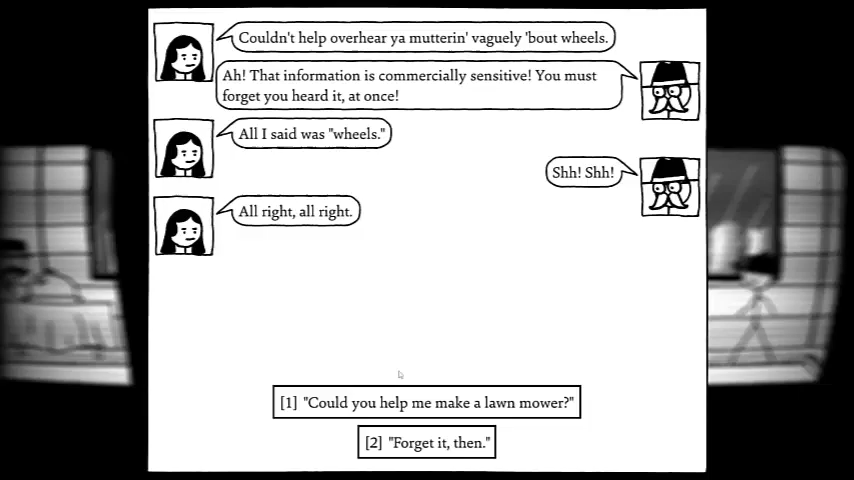 Couldn't help overhear ya mutterin' vaguely 'bout wheels.
Ah! That information is commercially sensitive! You must
forget you heard it, at once!
All I said was "wheels."
Shh! Shh!
All right, all right.
[1] "Could you help me make a lawn mower?"
[2] "Forget it, then."